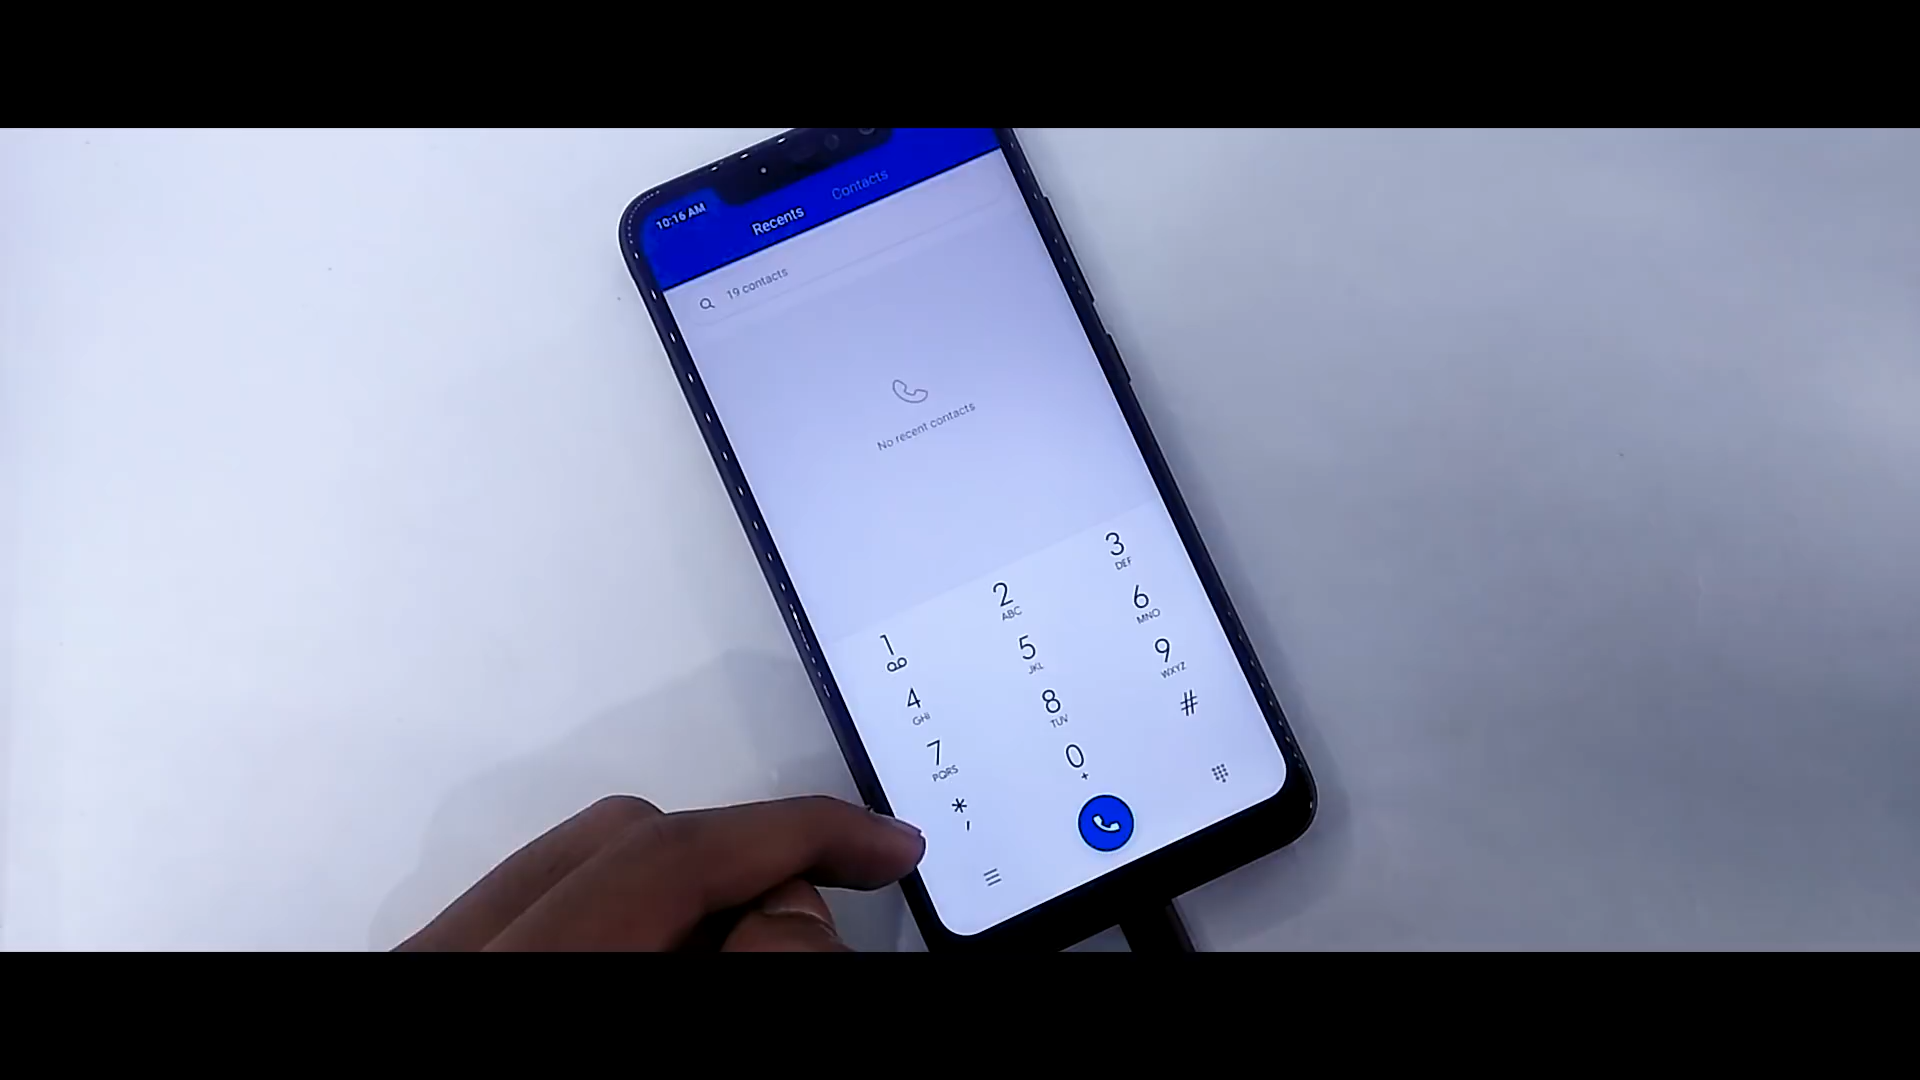 10:16 AM
Recents Contacts
19 contacts
No recent contacts
1 2 ABC 3 DEF
4 GHI 5 JKL 6 MNO
7 PQRS 8 TUV 9 WXYZ
* , 0 + #